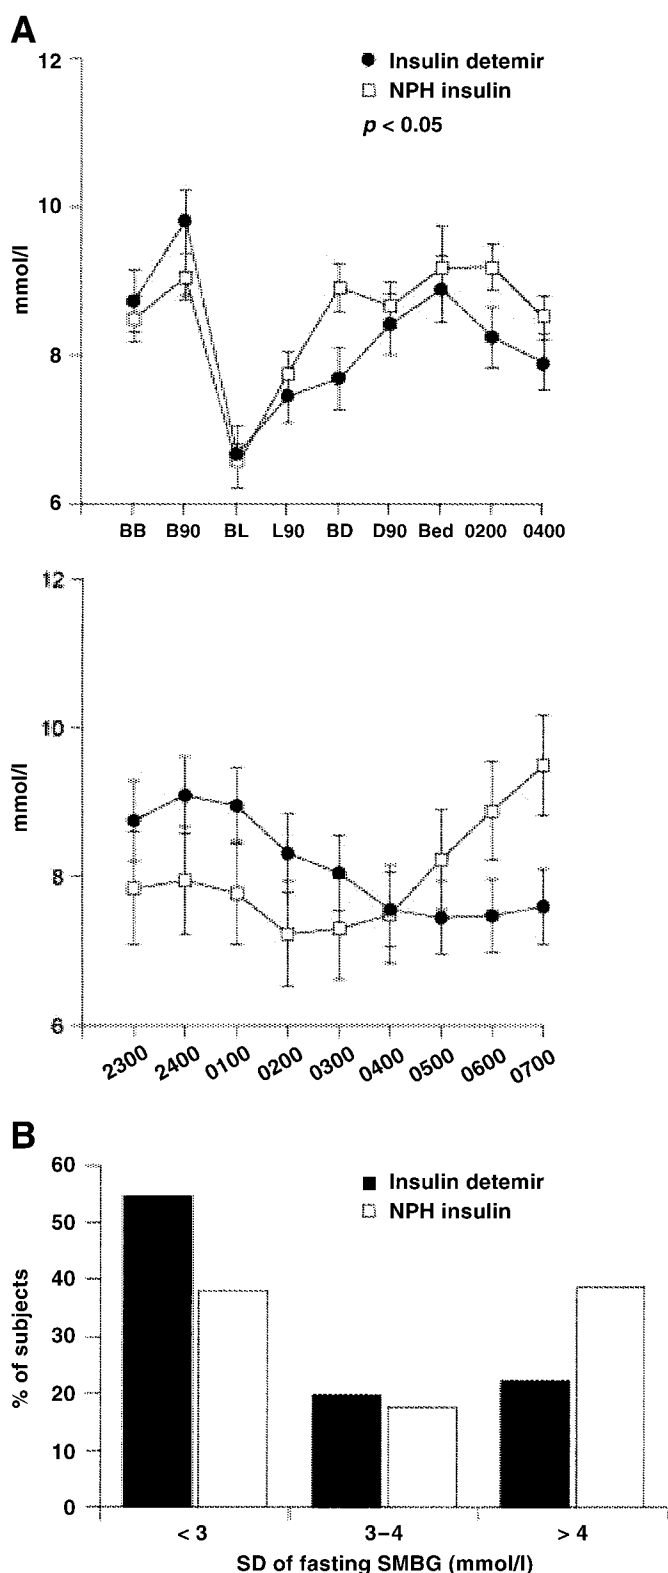 A
12
Insulin detemir
NPH insulin
p < 0.05
10
mmol/l
8
6
BB B90 BL L90 BD D90 Bed 0200 0400
12
10
mmol/l
8
6
2300 2400 0100 0200 0300 0400 0500 0600 0700
B
60
Insulin detemir
NPH insulin
50
40
% of subjects
30
20
10
0
< 3 3–4 > 4
SD of fasting SMBG (mmol/l)